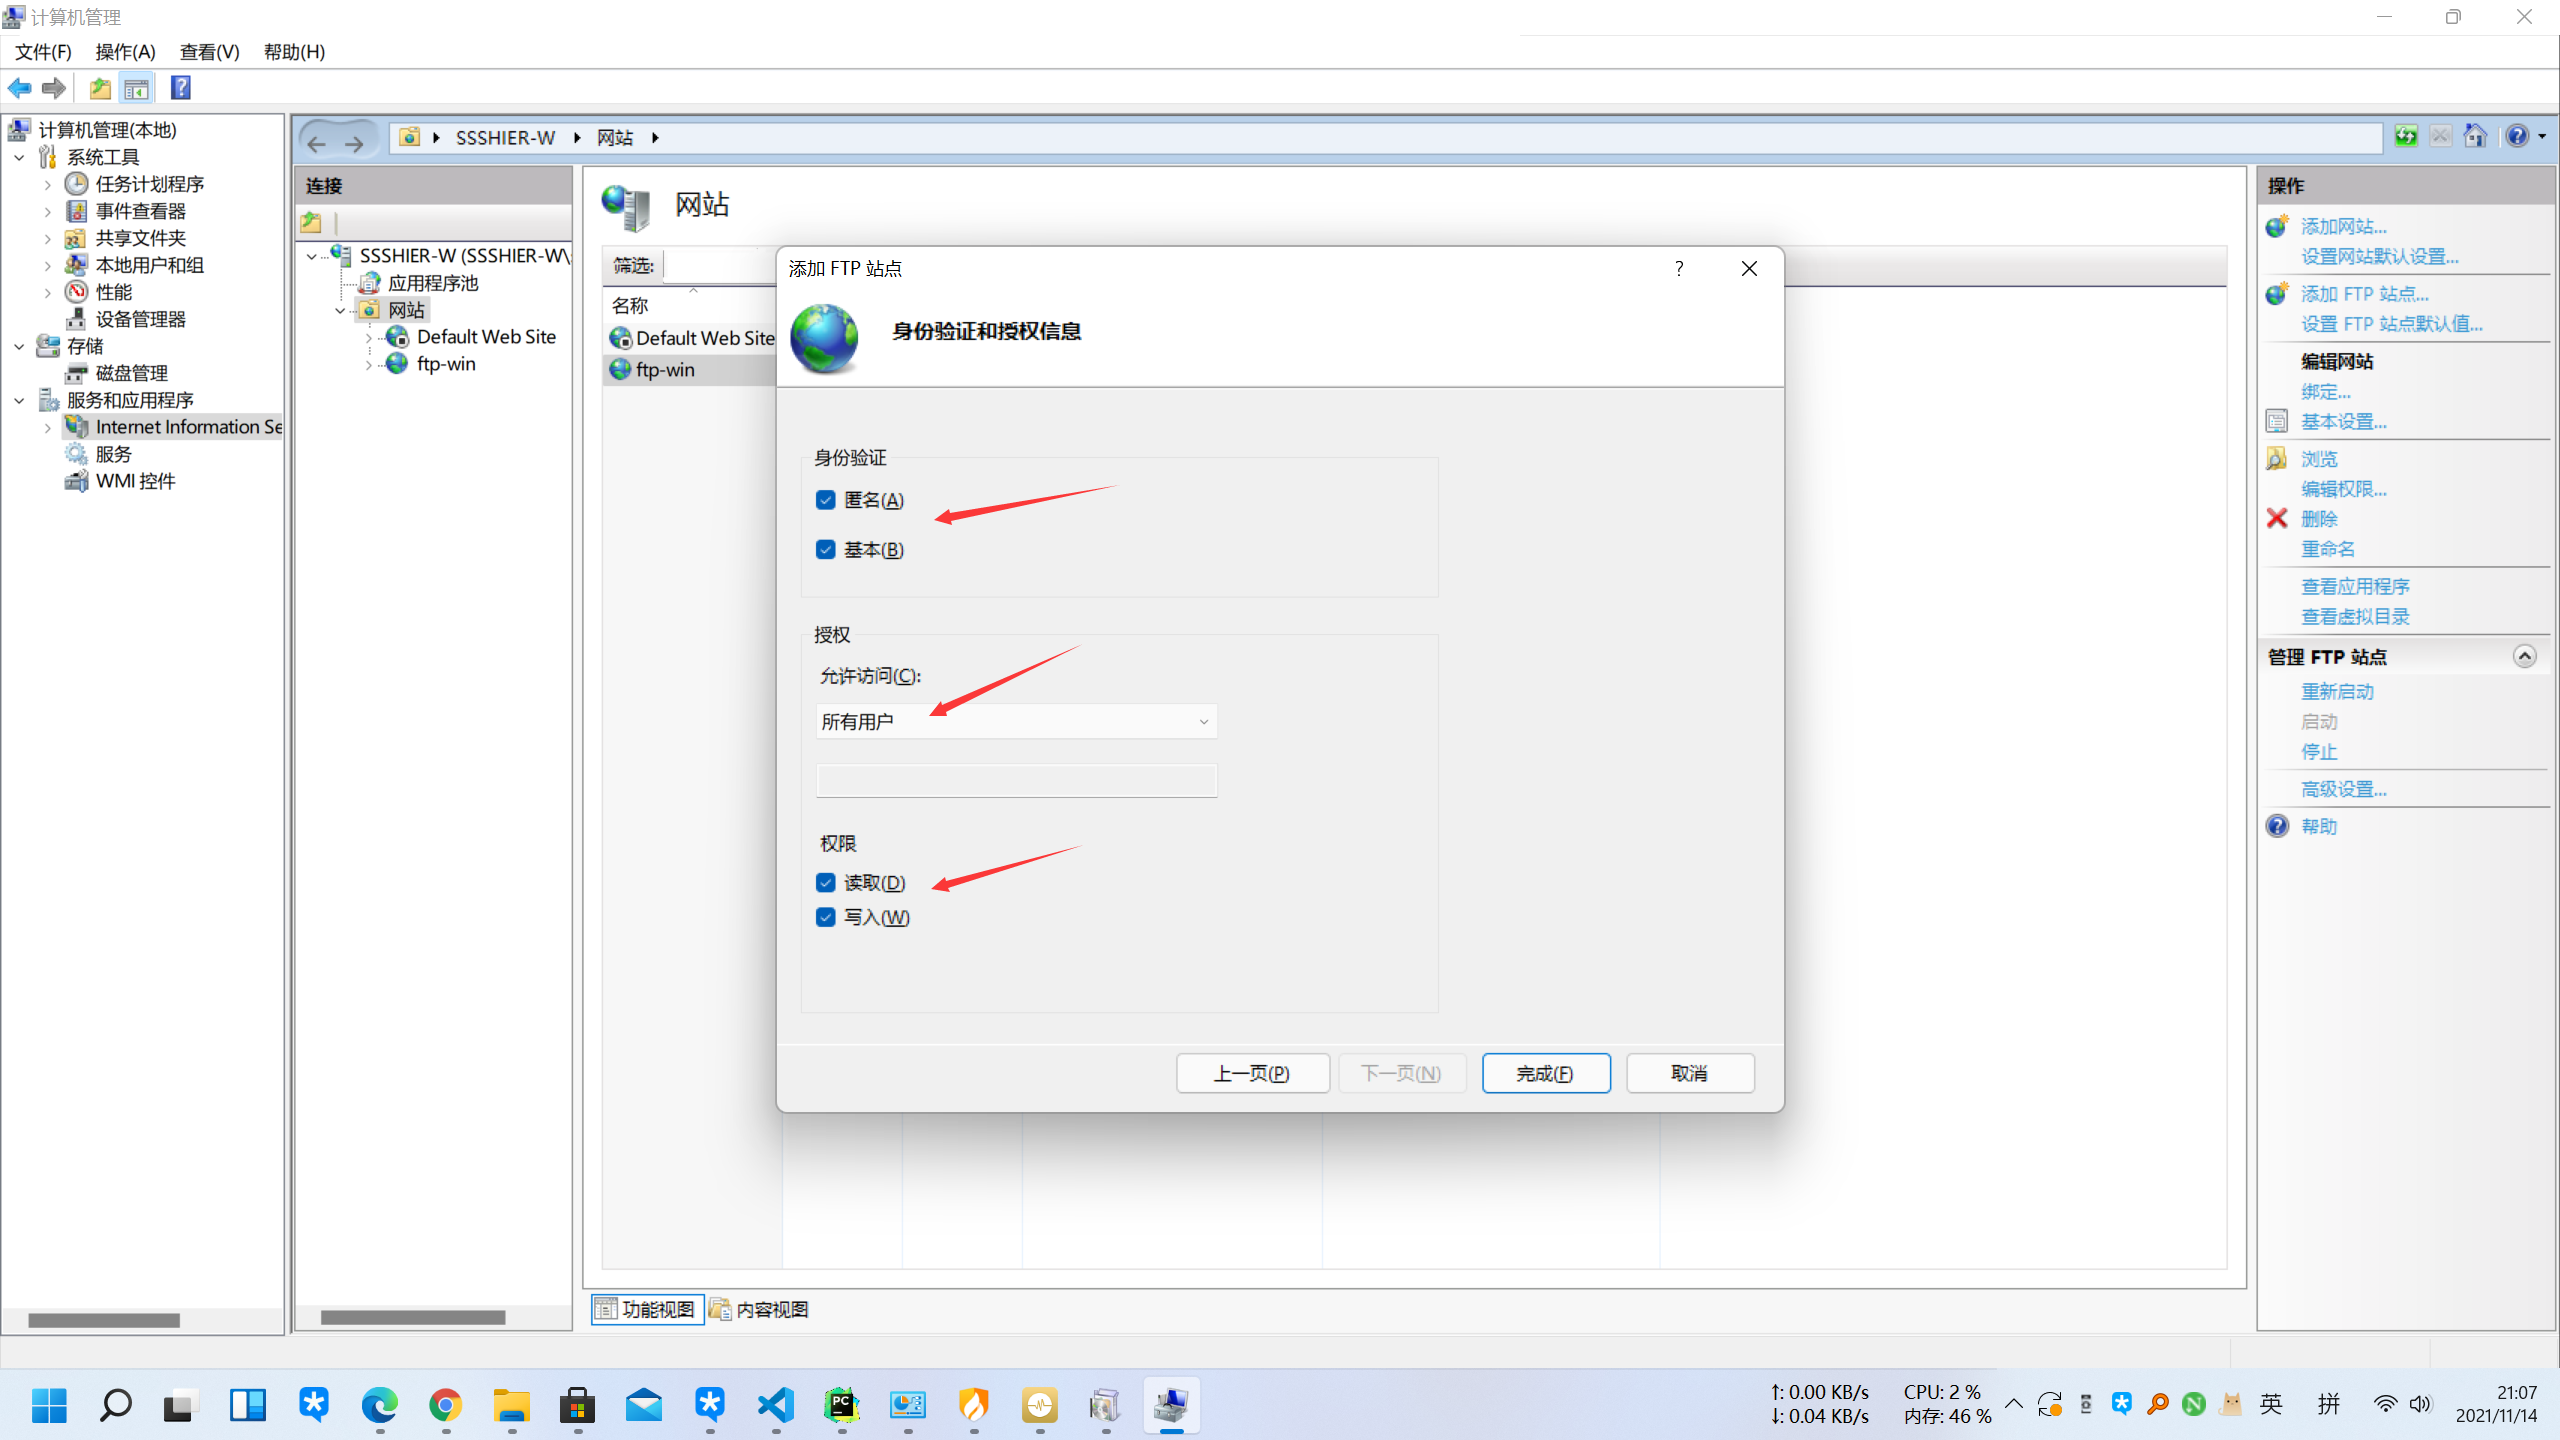 计算机管理
文件(F) 操作(A) 查看(V) 帮助(H)
计算机管理(本地)
系统工具
任务计划程序
事件查看器
共享文件夹
本地用户和组
性能
设备管理器
存储
磁盘管理
服务和应用程序
Internet Information Se
服务
WMI 控件
SSSHIER-W 网站
连接
SSSHIER-W (SSSHIER-W\
应用程序池
网站
Default Web Site
ftp-win
网站
筛选:
名称
Default Web Site
ftp-win
添加 FTP 站点
?
身份验证和授权信息
身份验证
匿名(A)
基本(B)
授权
允许访问(C):
所有用户
权限
读取(D)
写入(W)
上一页(P) 下一页(N) 完成(F) 取消
功能视图 内容视图
操作
添加网站...
设置网站默认设置...
添加 FTP 站点...
设置 FTP 站点默认值...
编辑网站
绑定...
基本设置...
浏览
编辑权限...
删除
重命名
查看应用程序
查看虚拟目录
管理 FTP 站点
重新启动
启动
停止
高级设置...
帮助
PC
↑: 0.00 KB/s CPU: 2 %
↓: 0.04 KB/s 内存: 46 %
N
英 拼
21:07
2021/11/14